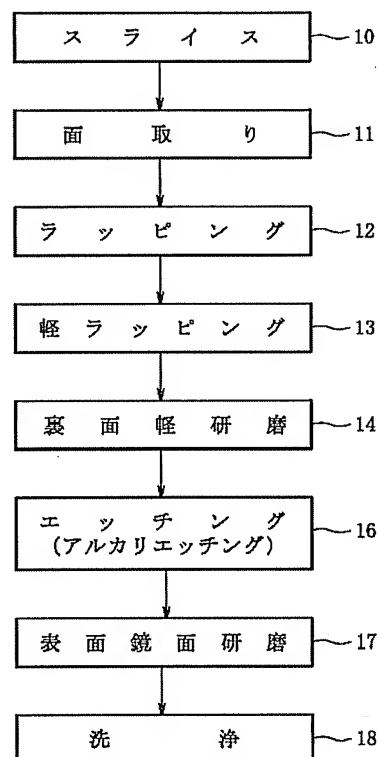 スライス 10
面取り 11
ラッピング 12
軽ラッピング 13
裏面軽研磨 14
エッチング
(アルカリエッチング) 16
表面鏡面研磨 17
洗浄 18